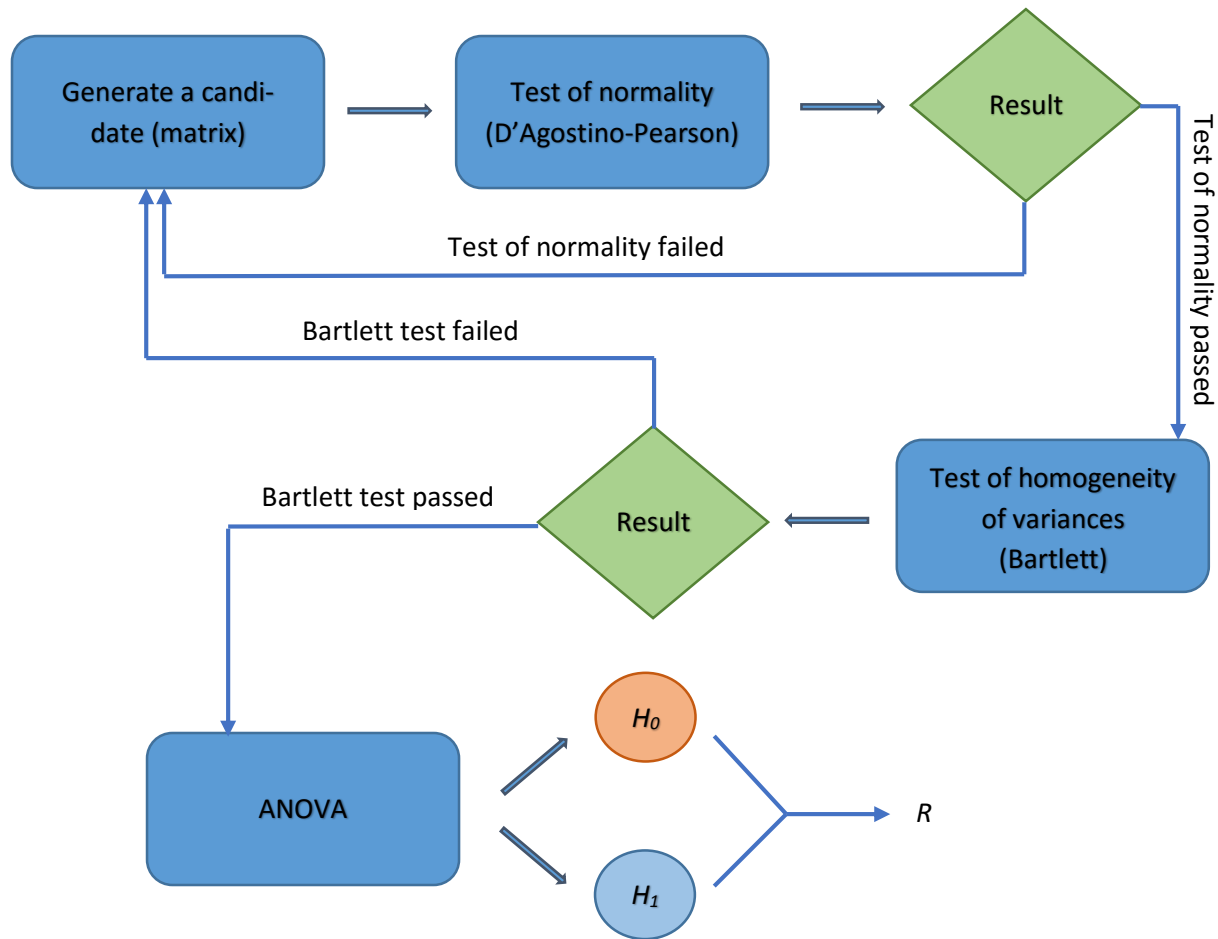 Generate a candi-
date (matrix)
Test of normality
(D’Agostino-Pearson)
Result
Test of normality passed
Test of normality failed
Bartlett test failed
Test of homogeneity
of variances
(Bartlett)
Result
Bartlett test passed
ANOVA
H0
H1
R